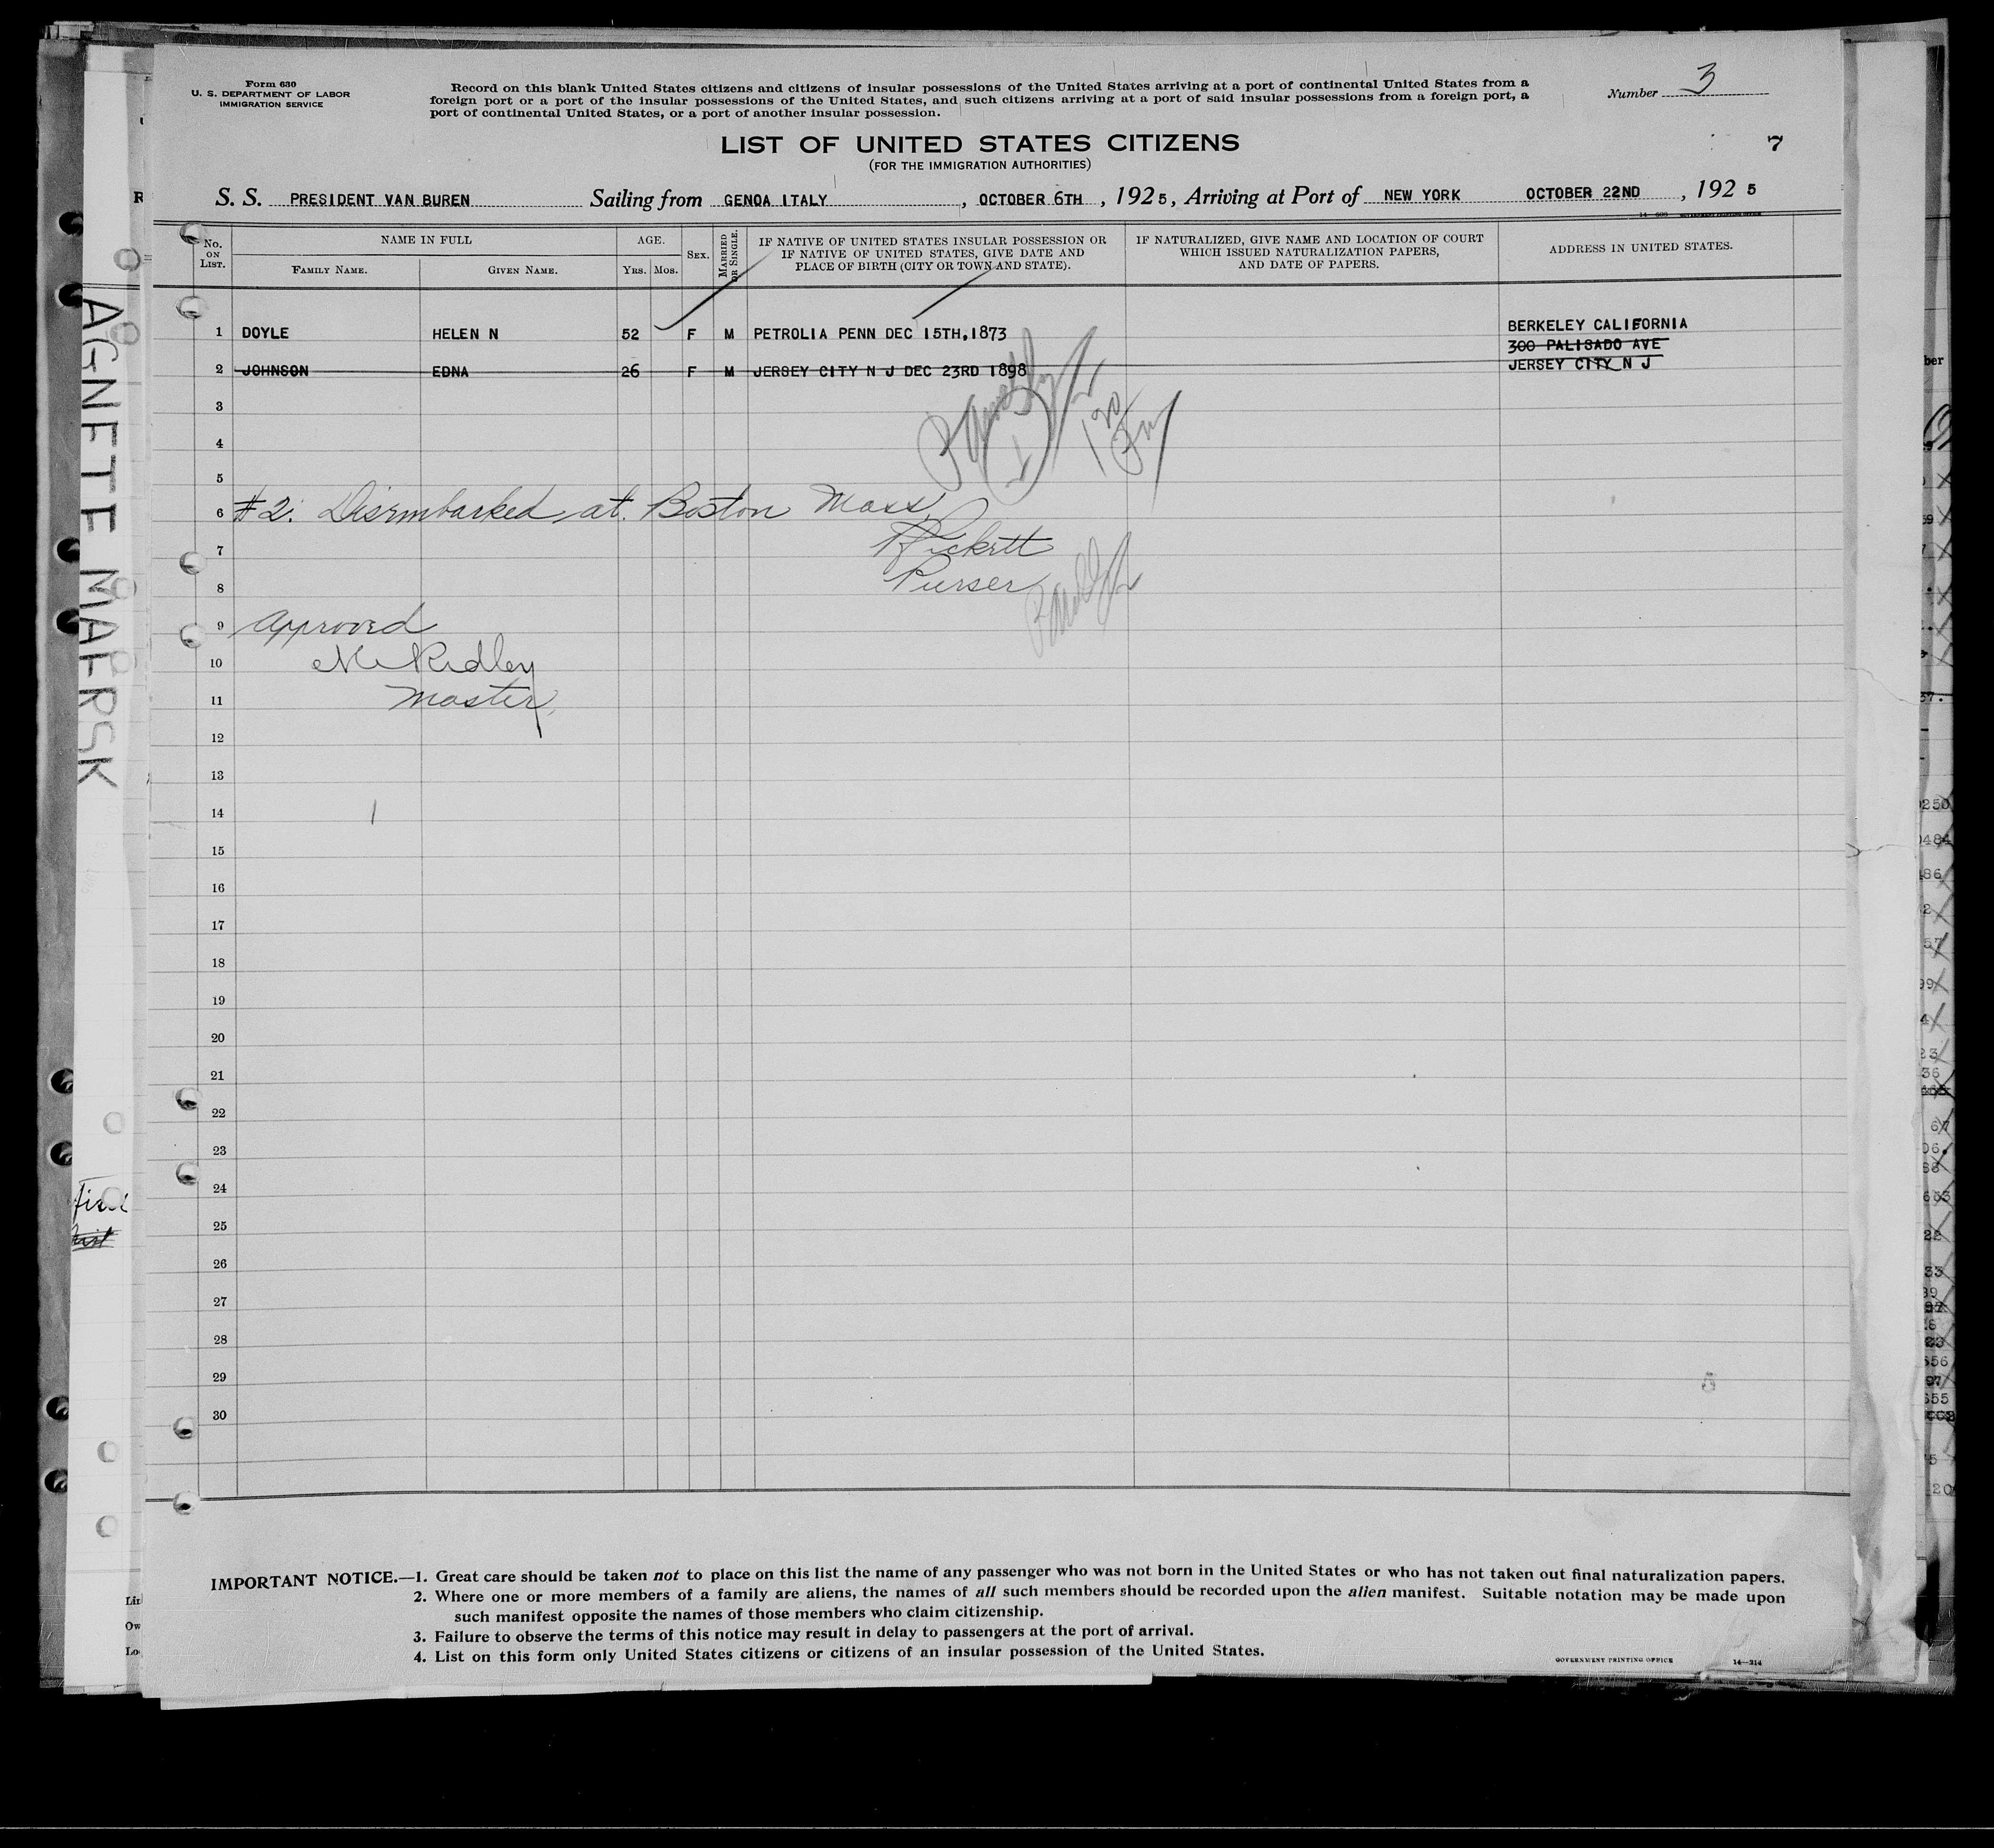 Form 630
U. S. DEPARTMENT OF LABOR
IMMIGRATION SERVICE
Record on this blank United States citizens and citizens of insular possessions of the United States arriving at a port of continental United States from a
foreign port or a port of the insular possessions of the United States, and such citizens arriving at a port of said insular possessions from a foreign port, a
port of continental United States, or a port of another insular possession.
Number 3
LIST OF UNITED STATES CITIZENS
7
(FOR THE IMMIGRATION AUTHORITIES)
S. S. PRESIDENT VAN BUREN Sailing from GENOA ITALY, OCTOBER 6TH, 1925, Arriving at Port of NEW YORK OCTOBER 22ND, 1925
No. ON LIST.
NAME IN FULL
FAMILY NAME. GIVEN NAME.
AGE.
YRS. MOS.
SEX.
MARRIED OR SINGLE.
IF NATIVE OF UNITED STATES INSULAR POSSESSION OR
IF NATIVE OF UNITED STATES, GIVE DATE AND
PLACE OF BIRTH (CITY OR TOWN AND STATE).
IF NATURALIZED, GIVE NAME AND LOCATION OF COURT
WHICH ISSUED NATURALIZATION PAPERS,
AND DATE OF PAPERS.
ADDRESS IN UNITED STATES.
1 DOYLE HELEN N 52 F M PETROLIA PENN DEC 15TH,1873 BERKELEY CALIFORNIA
300 PALISADO AVE
2 JOHNSON EDNA 26 F M JERSEY CITY N J DEC 23RD 1898 JERSEY CITY N J
3
4
5
6 #2. Disrmbarked at. Boston Mass
7 Rickett
8 Purser
9 Approved
10 Ridley
11 Master
12
13
14
15
16
17
18
19
20
21
22
23
24
25
26
27
28
29
30
IMPORTANT NOTICE.—1. Great care should be taken not to place on this list the name of any passenger who was not born in the United States or who has not taken out final naturalization papers.
2. Where one or more members of a family are aliens, the names of all such members should be recorded upon the alien manifest. Suitable notation may be made upon
such manifest opposite the names of those members who claim citizenship.
3. Failure to observe the terms of this notice may result in delay to passengers at the port of arrival.
4. List on this form only United States citizens or citizens of an insular possession of the United States.
GOVERNMENT PRINTING OFFICE 14—214
AGNETE MAERSK